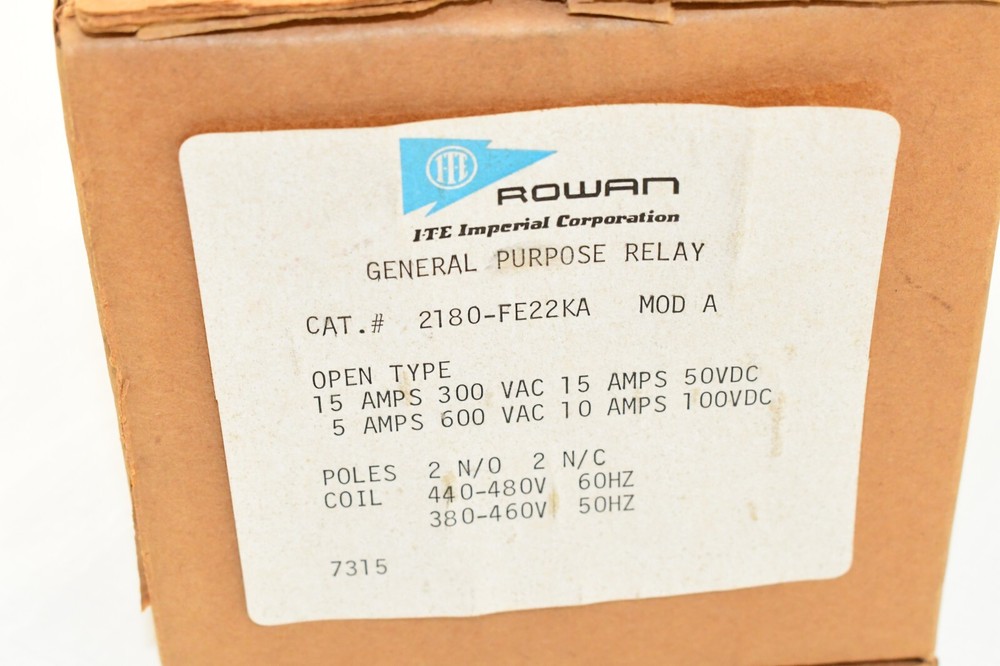 ITE
ROWAN
I-T-E Imperial Corporation
GENERAL PURPOSE RELAY
CAT.# 2180-FE22KA MOD A
OPEN TYPE
15 AMPS 300 VAC 15 AMPS 50VDC
5 AMPS 600 VAC 10 AMPS 100VDC
POLES 2 N/O 2 N/C
COIL 440-480V 60HZ
380-460V 50HZ
7315